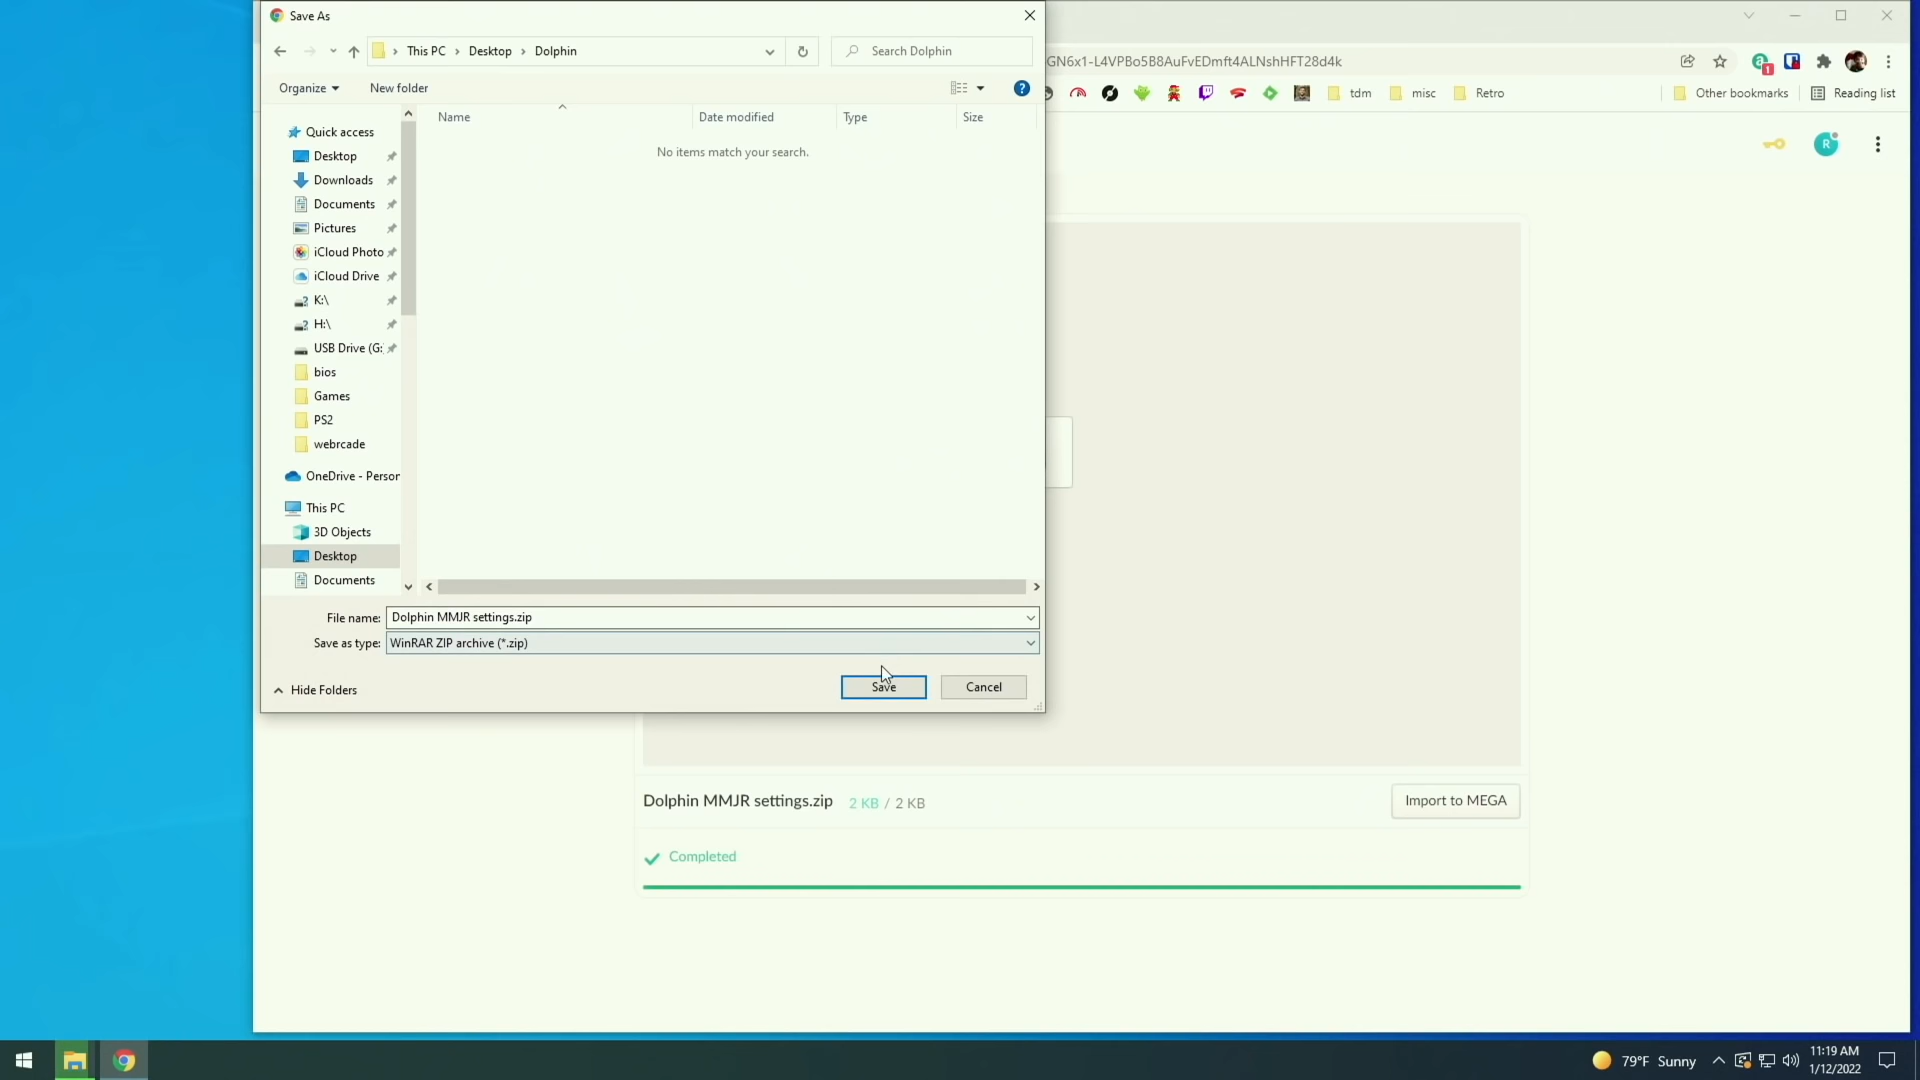 Save As
This PC > Desktop > Dolphin
Search Dolphin
GN6x1-L4VPBo5B8AuFvEDmft4ALNshHFT28d4k
1
Organize
New folder
?
tdm
misc
Retro
Other bookmarks
Reading list
Name
Date modified
Type
Size
No items match your search.
R
Quick access
Desktop
Downloads
Documents
Pictures
iCloud Photo
iCloud Drive
K:\
H:\
USB Drive (G:
bios
Games
PS2
webrcade
OneDrive - Person
This PC
3D Objects
Desktop
Documents
File name: Dolphin MMJR settings.zip
Save as type: WinRAR ZIP archive (*.zip)
Hide Folders
Save
Cancel
Dolphin MMJR settings.zip 2 KB / 2 KB
Import to MEGA
Completed
79°F Sunny
11:19 AM
1/12/2022